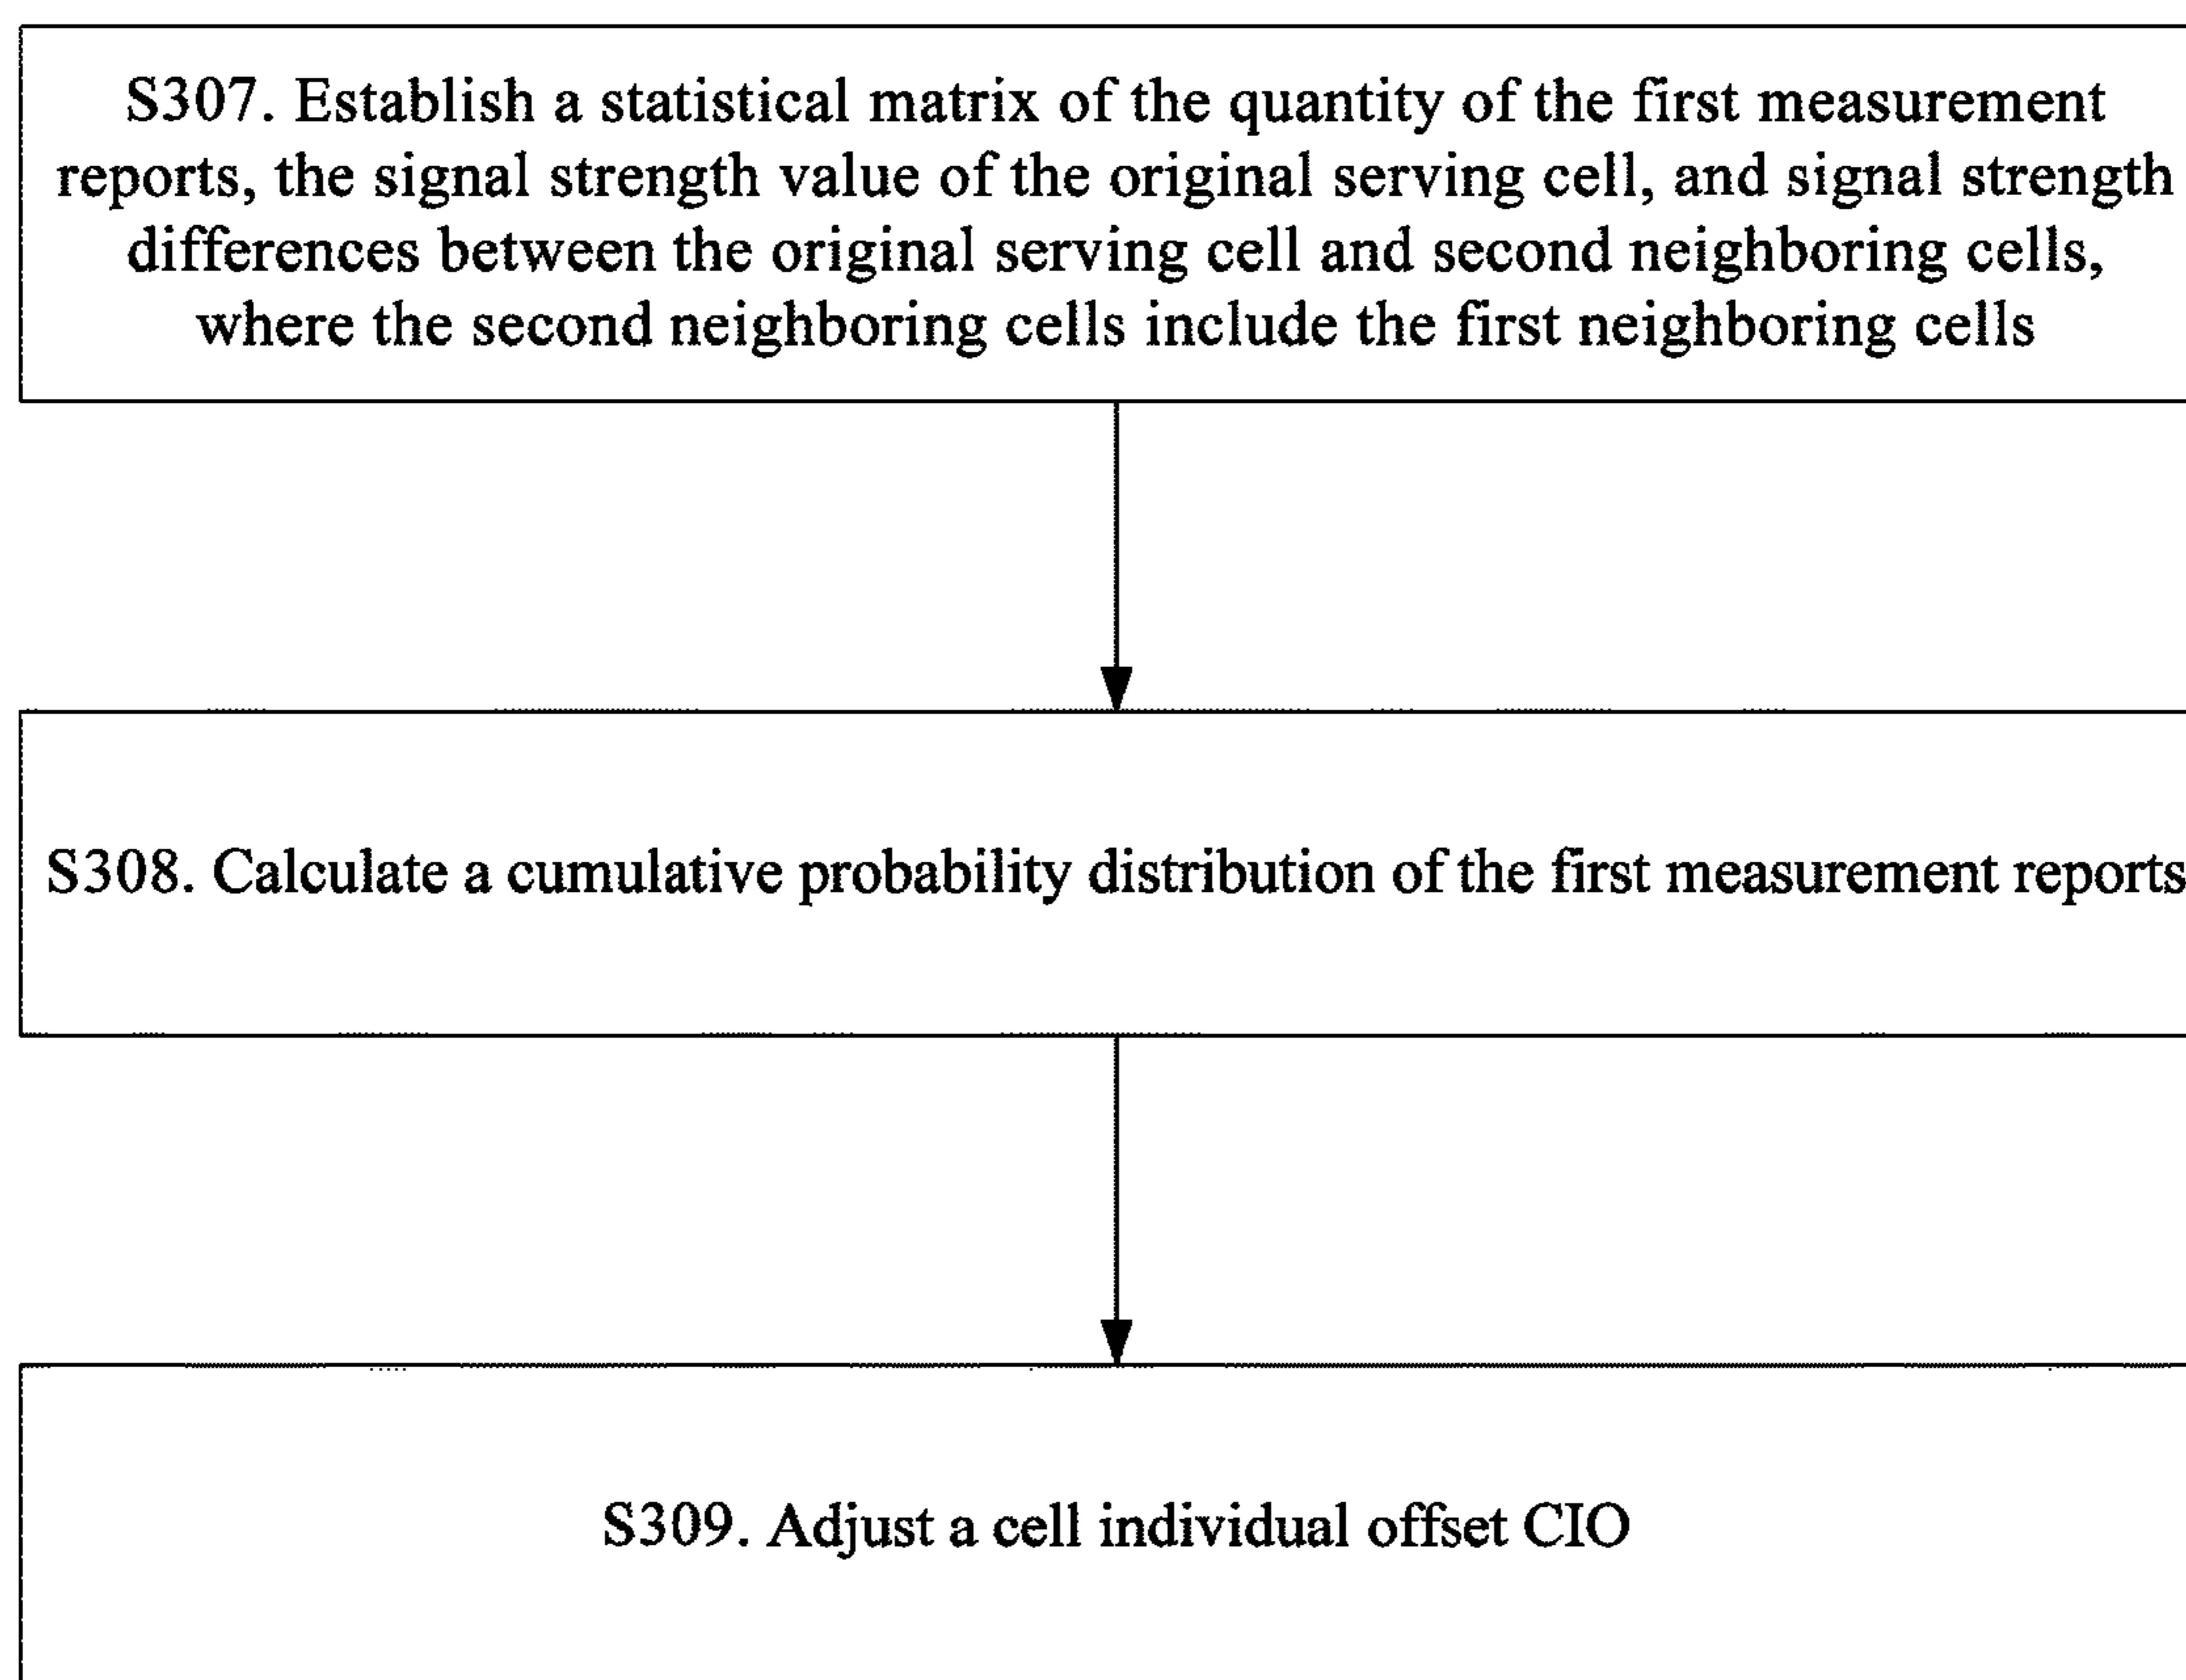 S307. Establish a statistical matrix of the quantity of the first measurement
reports, the signal strength value of the original serving cell, and signal strength
differences between the original serving cell and second neighboring cells,
where the second neighboring cells include the first neighboring cells
S308. Calculate a cumulative probability distribution of the first measurement reports
S309. Adjust a cell individual offset CIO